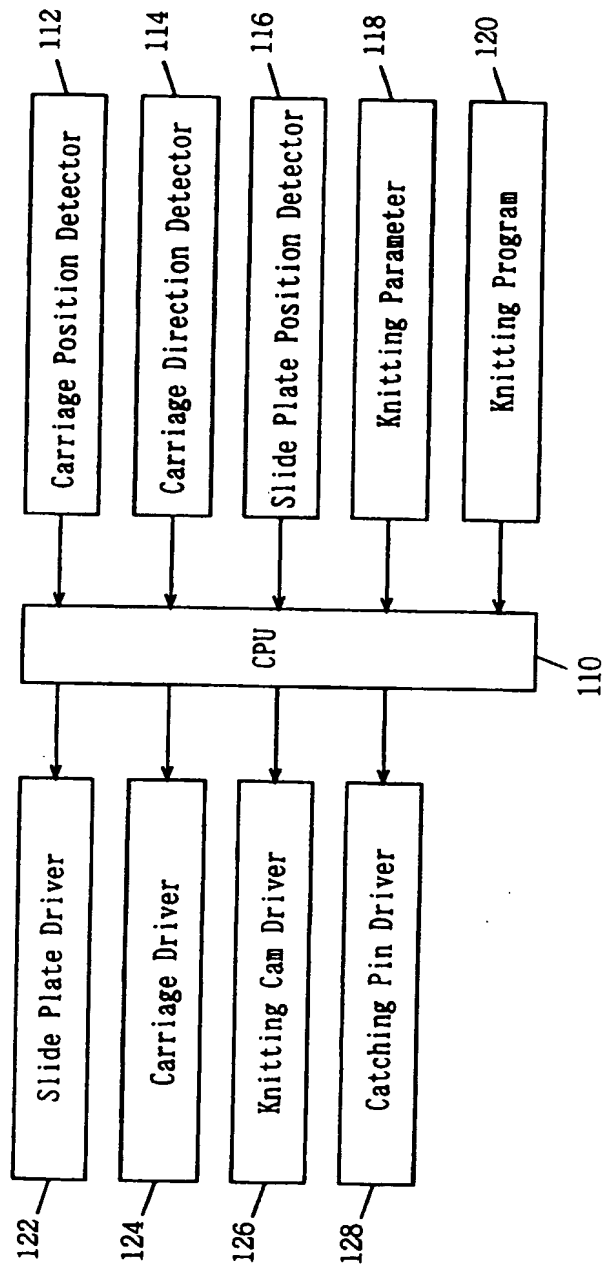 Carriage Position Detector
112
Carriage Direction Detector
114
Slide Plate Position Detector
116
Knitting Parameter
118
Knitting Program
120
CPU
110
Slide Plate Driver
122
Carriage Driver
124
Knitting Cam Driver
126
Catching Pin Driver
128